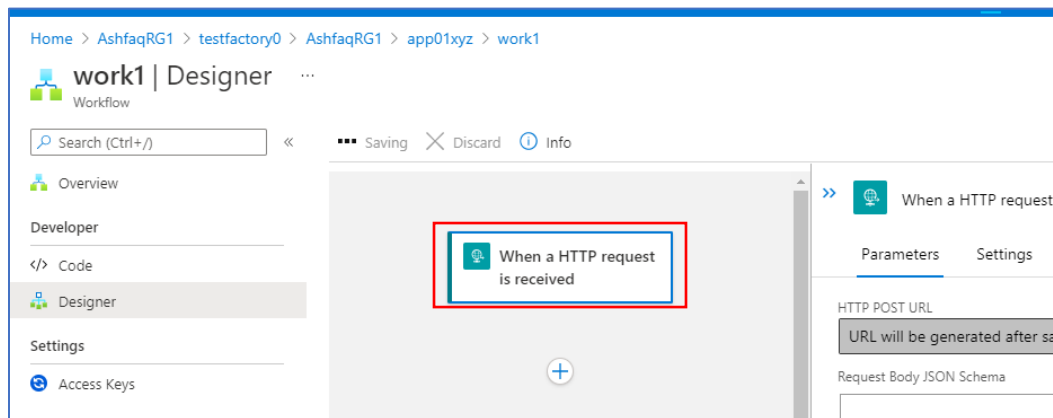 Home > AshfaqRG1 > testfactory0 > AshfaqRG1 > app01xyz > work1
work1 | Designer ...
Workflow
Search (Ctrl+/)
«
Saving Discard Info
Overview
Developer
</> Code
Designer
Settings
Access Keys
When a HTTP request
is received
» When a HTTP request
Parameters Settings
HTTP POST URL
URL will be generated after sa
Request Body JSON Schema